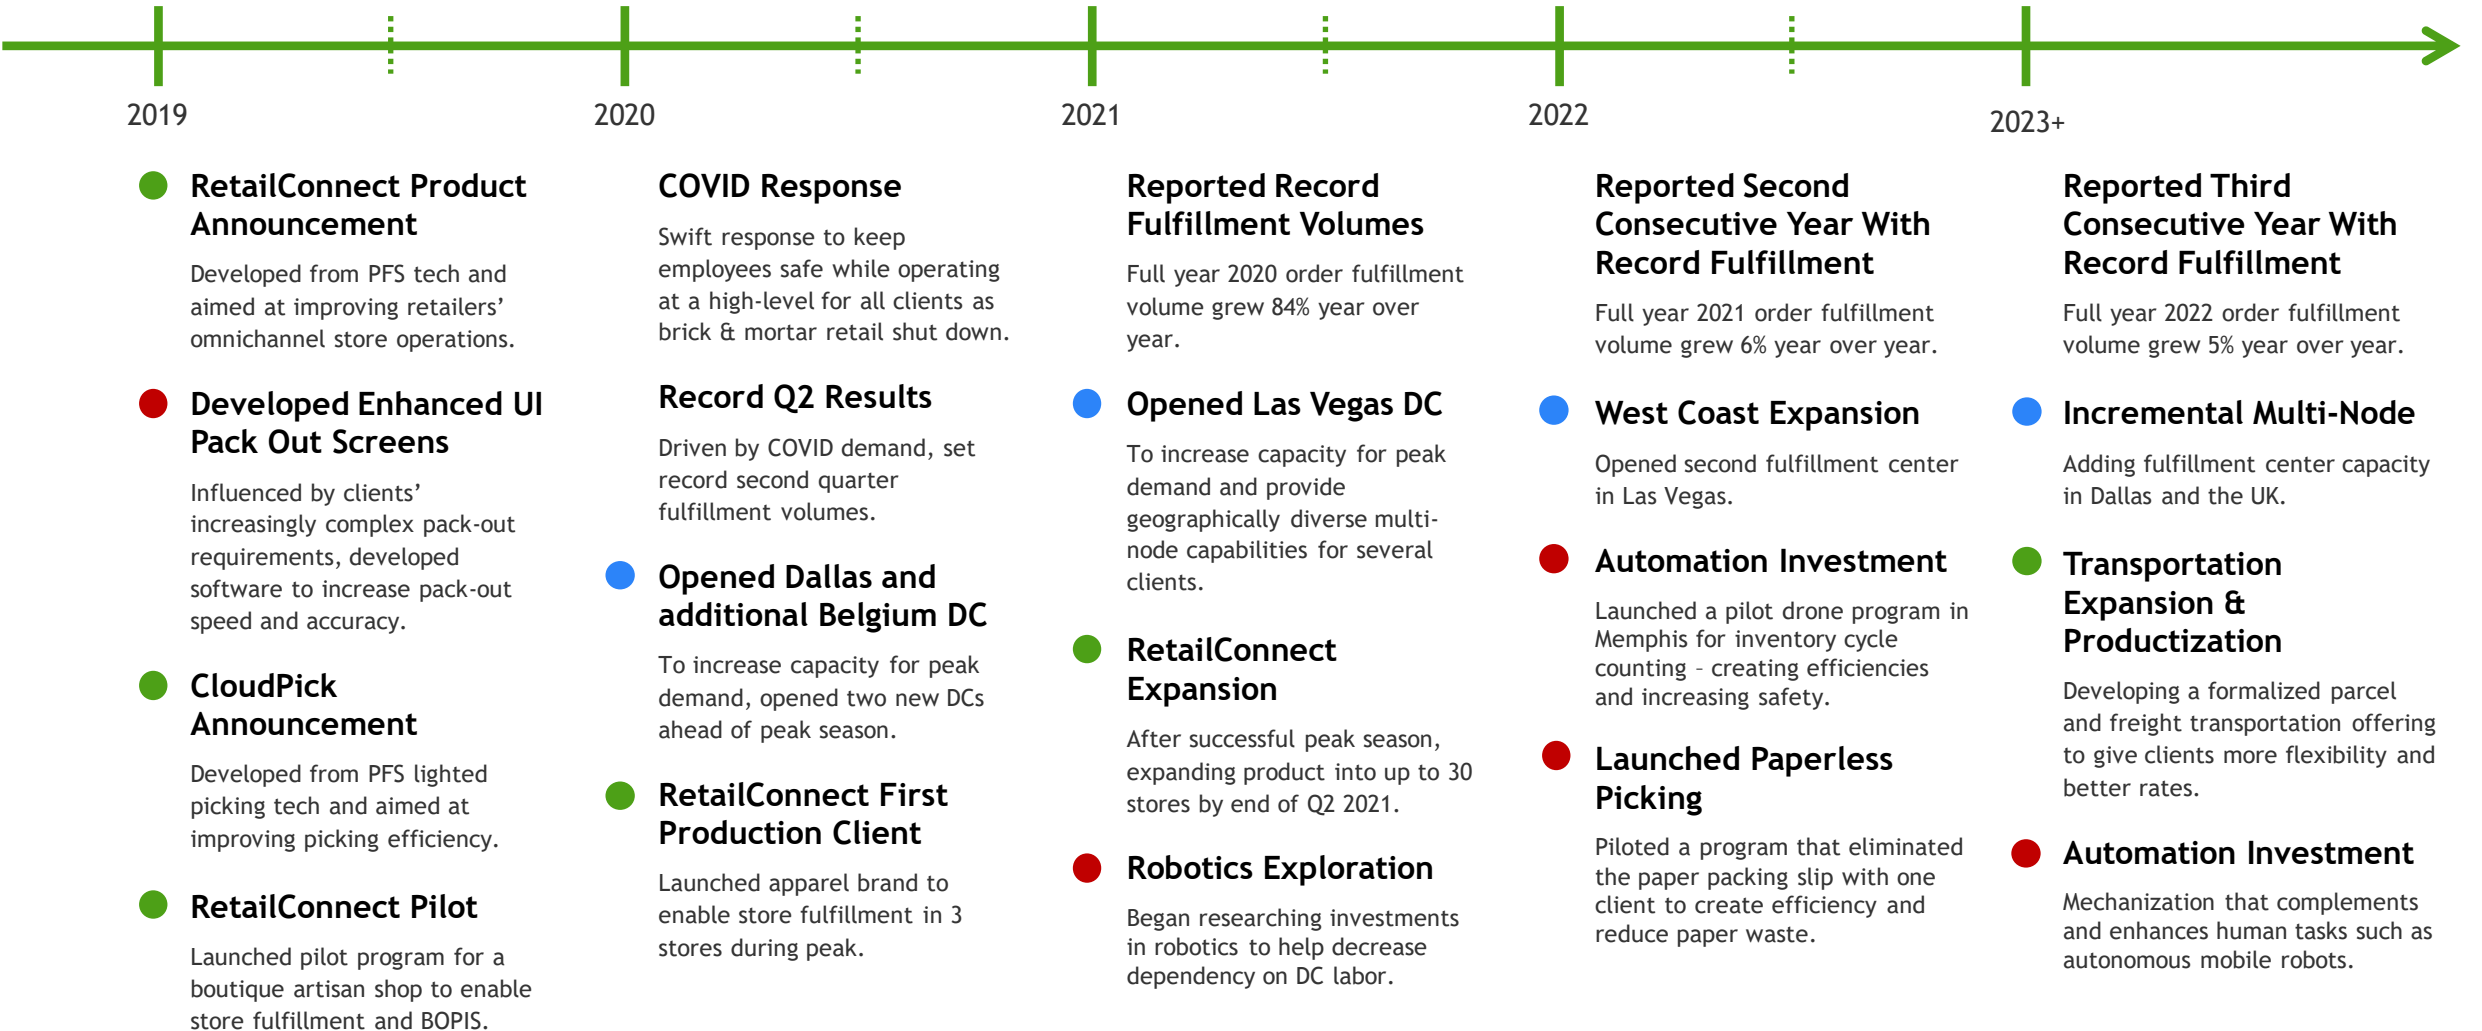 2019
2020
2021
2022
2023+
RetailConnect Product
Announcement
Developed from PFS tech and
aimed at improving retailers’
omnichannel store operations.
Developed Enhanced UI
Pack Out Screens
Influenced by clients’
increasingly complex pack-out
requirements, developed
software to increase pack-out
speed and accuracy.
CloudPick
Announcement
Developed from PFS lighted
picking tech and aimed at
improving picking efficiency.
RetailConnect Pilot
Launched pilot program for a
boutique artisan shop to enable
store fulfillment and BOPIS.
COVID Response
Swift response to keep
employees safe while operating
at a high-level for all clients as
brick & mortar retail shut down.
Record Q2 Results
Driven by COVID demand, set
record second quarter
fulfillment volumes.
Opened Dallas and
additional Belgium DC
To increase capacity for peak
demand, opened two new DCs
ahead of peak season.
RetailConnect First
Production Client
Launched apparel brand to
enable store fulfillment in 3
stores during peak.
Reported Record
Fulfillment Volumes
Full year 2020 order fulfillment
volume grew 84% year over
year.
Opened Las Vegas DC
To increase capacity for peak
demand and provide
geographically diverse multi-
node capabilities for several
clients.
RetailConnect
Expansion
After successful peak season,
expanding product into up to 30
stores by end of Q2 2021.
Robotics Exploration
Began researching investments
in robotics to help decrease
dependency on DC labor.
Reported Second
Consecutive Year With
Record Fulfillment
Full year 2021 order fulfillment
volume grew 6% year over year.
West Coast Expansion
Opened second fulfillment center
in Las Vegas.
Automation Investment
Launched a pilot drone program in
Memphis for inventory cycle
counting – creating efficiencies
and increasing safety.
Launched Paperless
Picking
Piloted a program that eliminated
the paper packing slip with one
client to create efficiency and
reduce paper waste.
Reported Third
Consecutive Year With
Record Fulfillment
Full year 2022 order fulfillment
volume grew 5% year over year.
Incremental Multi-Node
Adding fulfillment center capacity
in Dallas and the UK.
Transportation
Expansion &
Productization
Developing a formalized parcel
and freight transportation offering
to give clients more flexibility and
better rates.
Automation Investment
Mechanization that complements
and enhances human tasks such as
autonomous mobile robots.